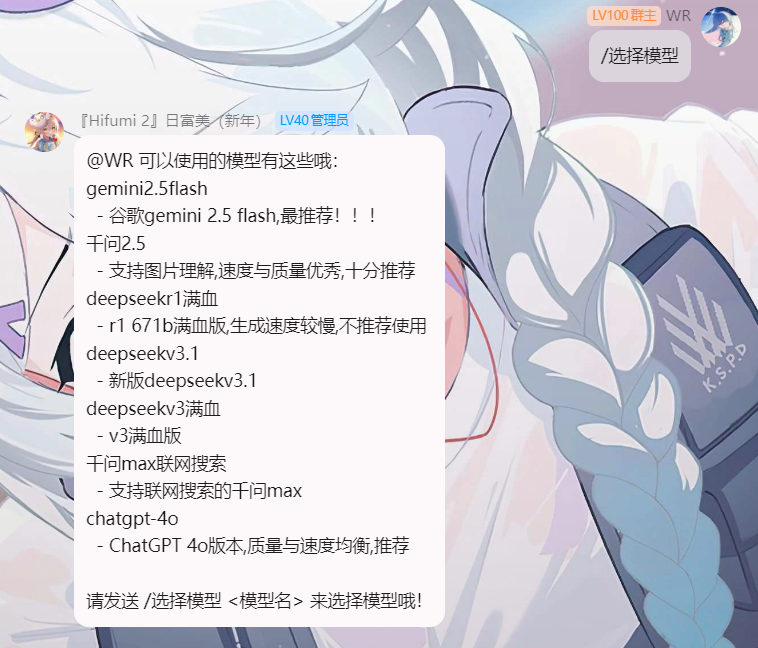 LV100 群主 WR
/选择模型
『Hifumi 2』日富美（新年） LV40 管理员
@WR 可以使用的模型有这些哦：
gemini2.5flash
- 谷歌gemini 2.5 flash,最推荐！！！
千问2.5
- 支持图片理解,速度与质量优秀,十分推荐
deepseekr1满血
- r1 671b满血版,生成速度较慢,不推荐使用
deepseekv3.1
- 新版deepseekv3.1
deepseekv3满血
- v3满血版
千问max联网搜索
- 支持联网搜索的千问max
chatgpt-4o
- ChatGPT 4o版本,质量与速度均衡,推荐
请发送 /选择模型 <模型名> 来选择模型哦！
K.S.P.D